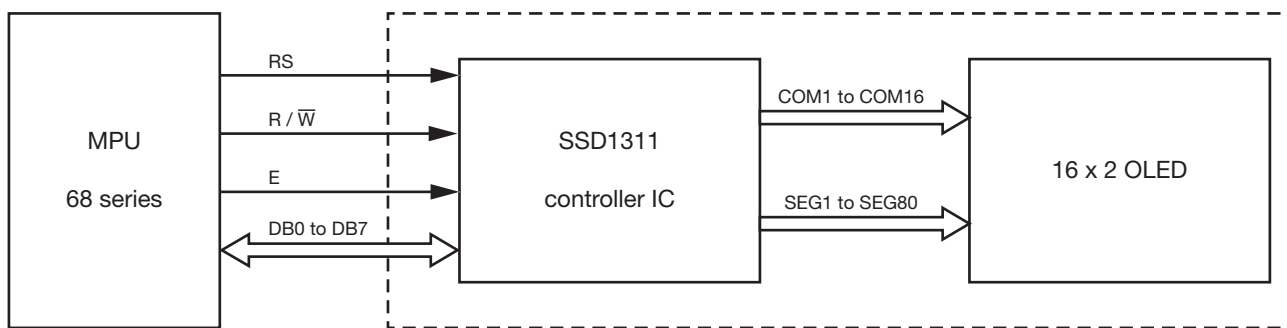 MPU
68 series
RS
R / W̅
E
DB0 to DB7
SSD1311
controller IC
COM1 to COM16
SEG1 to SEG80
16 x 2 OLED